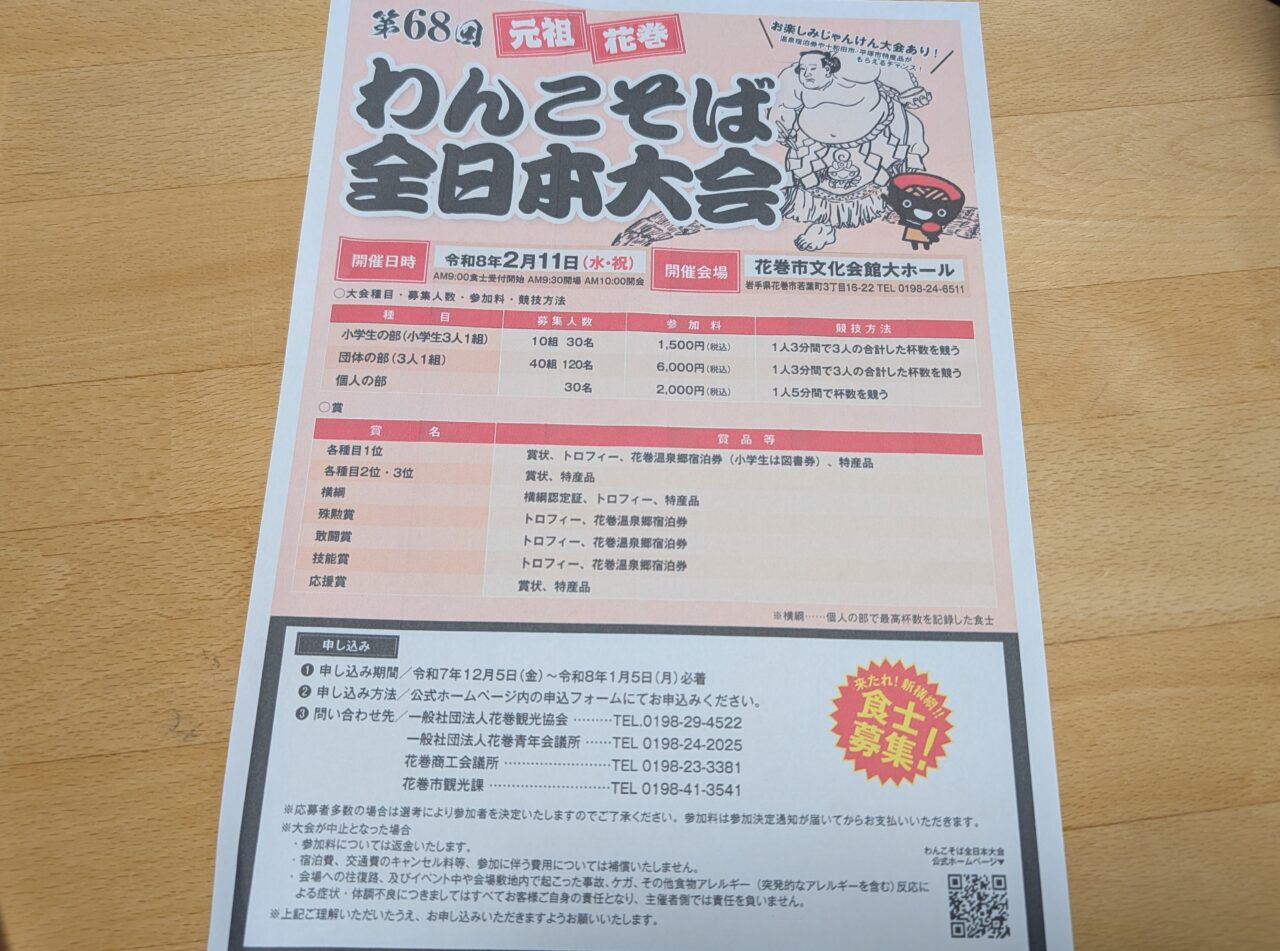 第68回 元祖 花巻
お楽しみじゃんけん大会あり!
温泉宿泊券や十和田市・平塚市特産品が
もらえるチャンス!
わんこそば
全日本大会
開催日時 令和8年2月11日(水・祝)
AM9:00食士受付開始 AM9:30開場 AM10:00開会
開催会場 花巻市文化会館大ホール
岩手県花巻市若葉町3丁目16-22 TEL 0198-24-6511
○大会種目・募集人数・参加料・競技方法
種 目 募集人数 参加料 競技方法
小学生の部(小学生3人1組) 10組 30名 1,500円(税込) 1人3分間で3人の合計した杯数を競う
団体の部(3人1組) 40組 120名 6,000円(税込) 1人3分間で3人の合計した杯数を競う
個人の部 30名 2,000円(税込) 1人5分間で杯数を競う
○賞
賞 名 賞品等
各種目1位 賞状、トロフィー、花巻温泉郷宿泊券(小学生は図書券)、特産品
各種目2位・3位 賞状、特産品
横綱 横綱認定証、トロフィー、特産品
殊勲賞 トロフィー、花巻温泉郷宿泊券
敢闘賞 トロフィー、花巻温泉郷宿泊券
技能賞 トロフィー、花巻温泉郷宿泊券
応援賞 賞状、特産品
※横綱……個人の部で最高杯数を記録した食士
申し込み
❶ 申し込み期間/令和7年12月5日(金)~令和8年1月5日(月)必着
❷ 申し込み方法/公式ホームページ内の申込フォームにてお申込みください。
❸ 問い合わせ先/一般社団法人花巻観光協会 ………TEL.0198-29-4522
一般社団法人花巻青年会議所 ……TEL 0198-24-2025
花巻商工会議所 ……………………TEL 0198-23-3381
花巻市観光課 ………………………TEL 0198-41-3541
来たれ!新横綱!!
食士
募集!
※応募者多数の場合は選考により参加者を決定いたしますのでご了承ください。参加料は参加決定通知が届いてからお支払いいただきます。
※大会が中止となった場合
・参加料については返金いたします。
・宿泊費、交通費のキャンセル料等、参加に伴う費用については補償いたしません。
・会場への往復路、及びイベント中や会場敷地内で起こった事故、ケガ、その他食物アレルギー(突発的なアレルギーを含む)反応に
よる症状・体調不良につきましてはすべてお客様ご自身の責任となり、主催者側では責任を負いません。
※上記ご理解いただいたうえ、お申し込みいただきますようお願いいたします。
わんこそば全日本大会
公式ホームページ▼